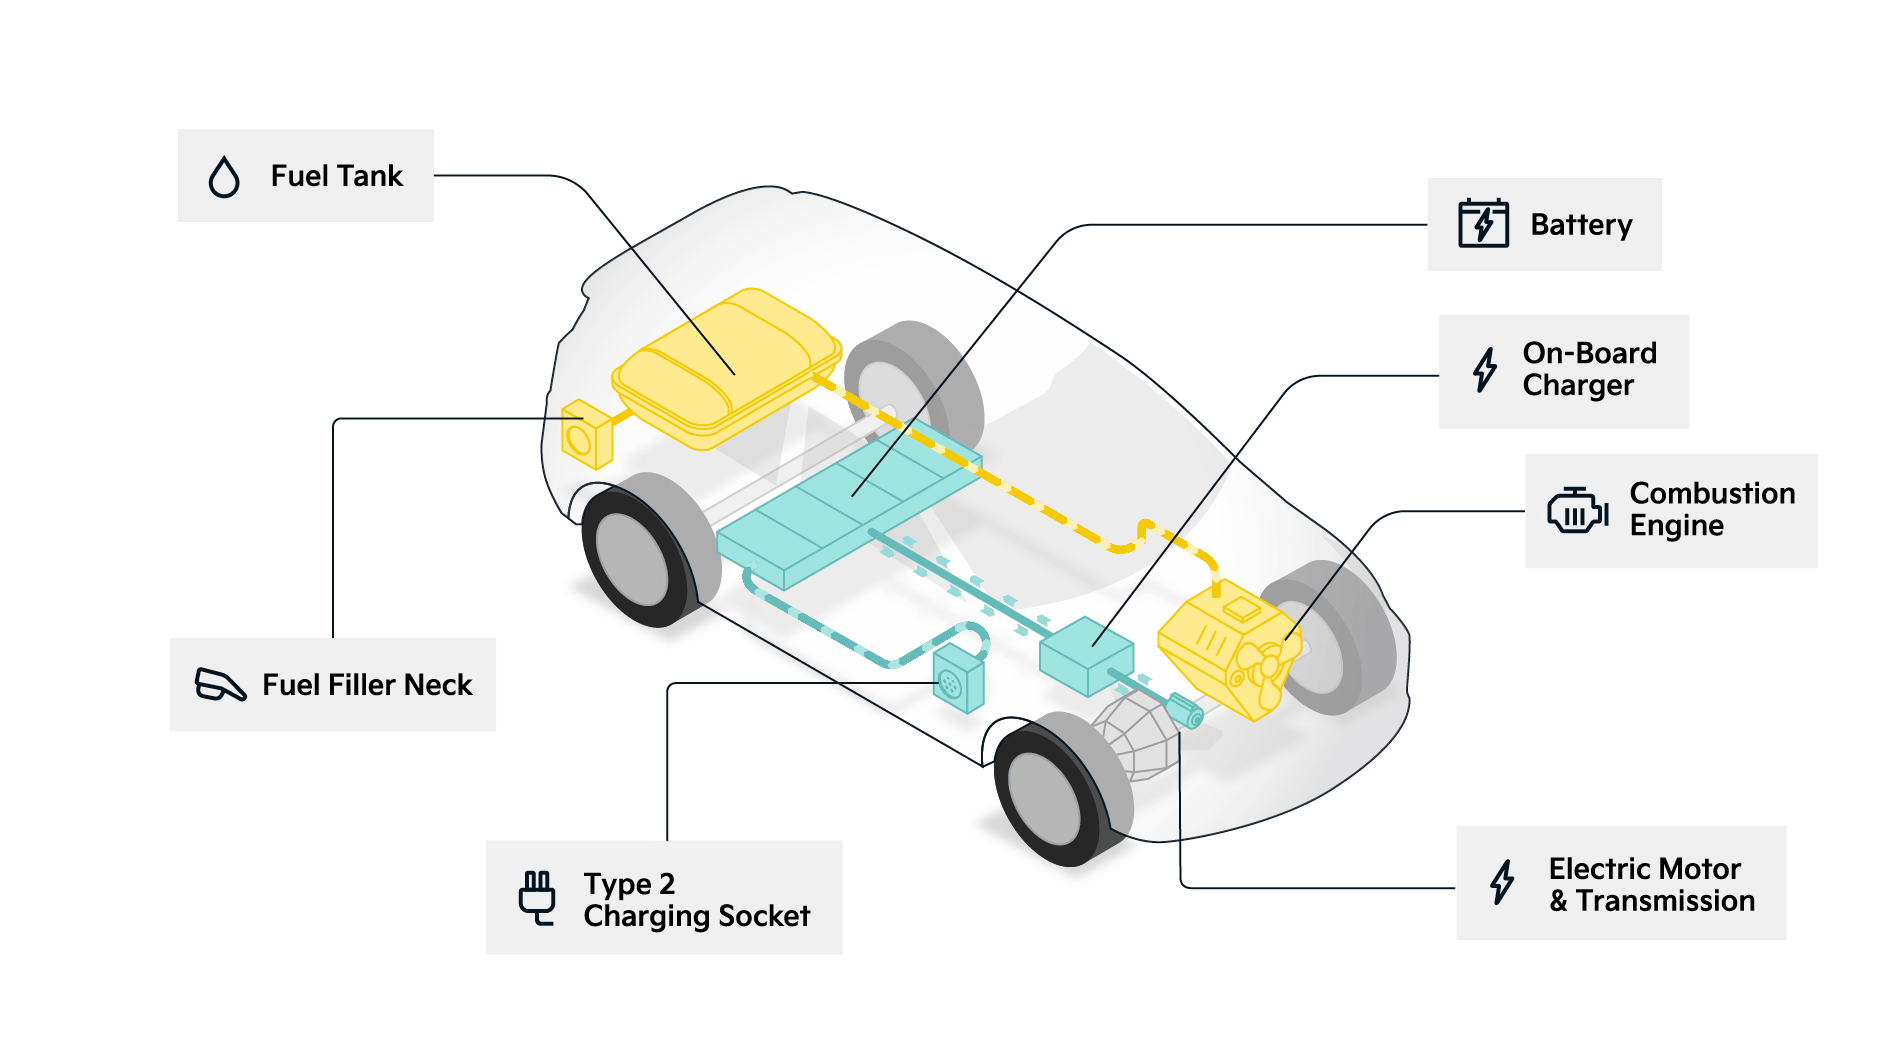 Fuel Tank
Battery
On-Board
Charger
Combustion
Engine
Fuel Filler Neck
Type 2
Charging Socket
Electric Motor
& Transmission